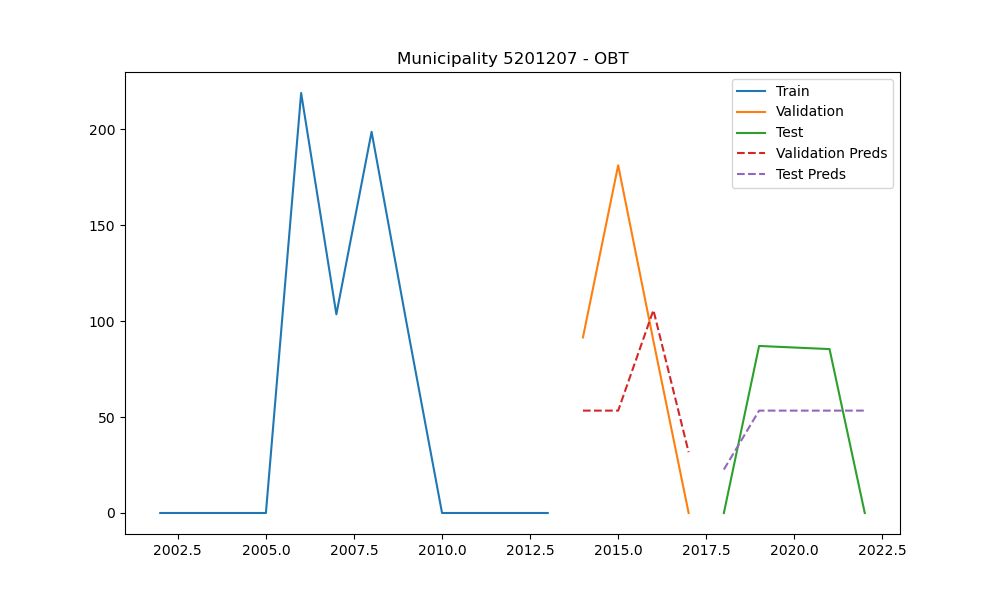 Municipality 5201207 - OBT
Train
Validation
Test
Validation Preds
Test Preds
200
150
100
50
0
2002.5 2005.0 2007.5 2010.0 2012.5 2015.0 2017.5 2020.0 2022.5